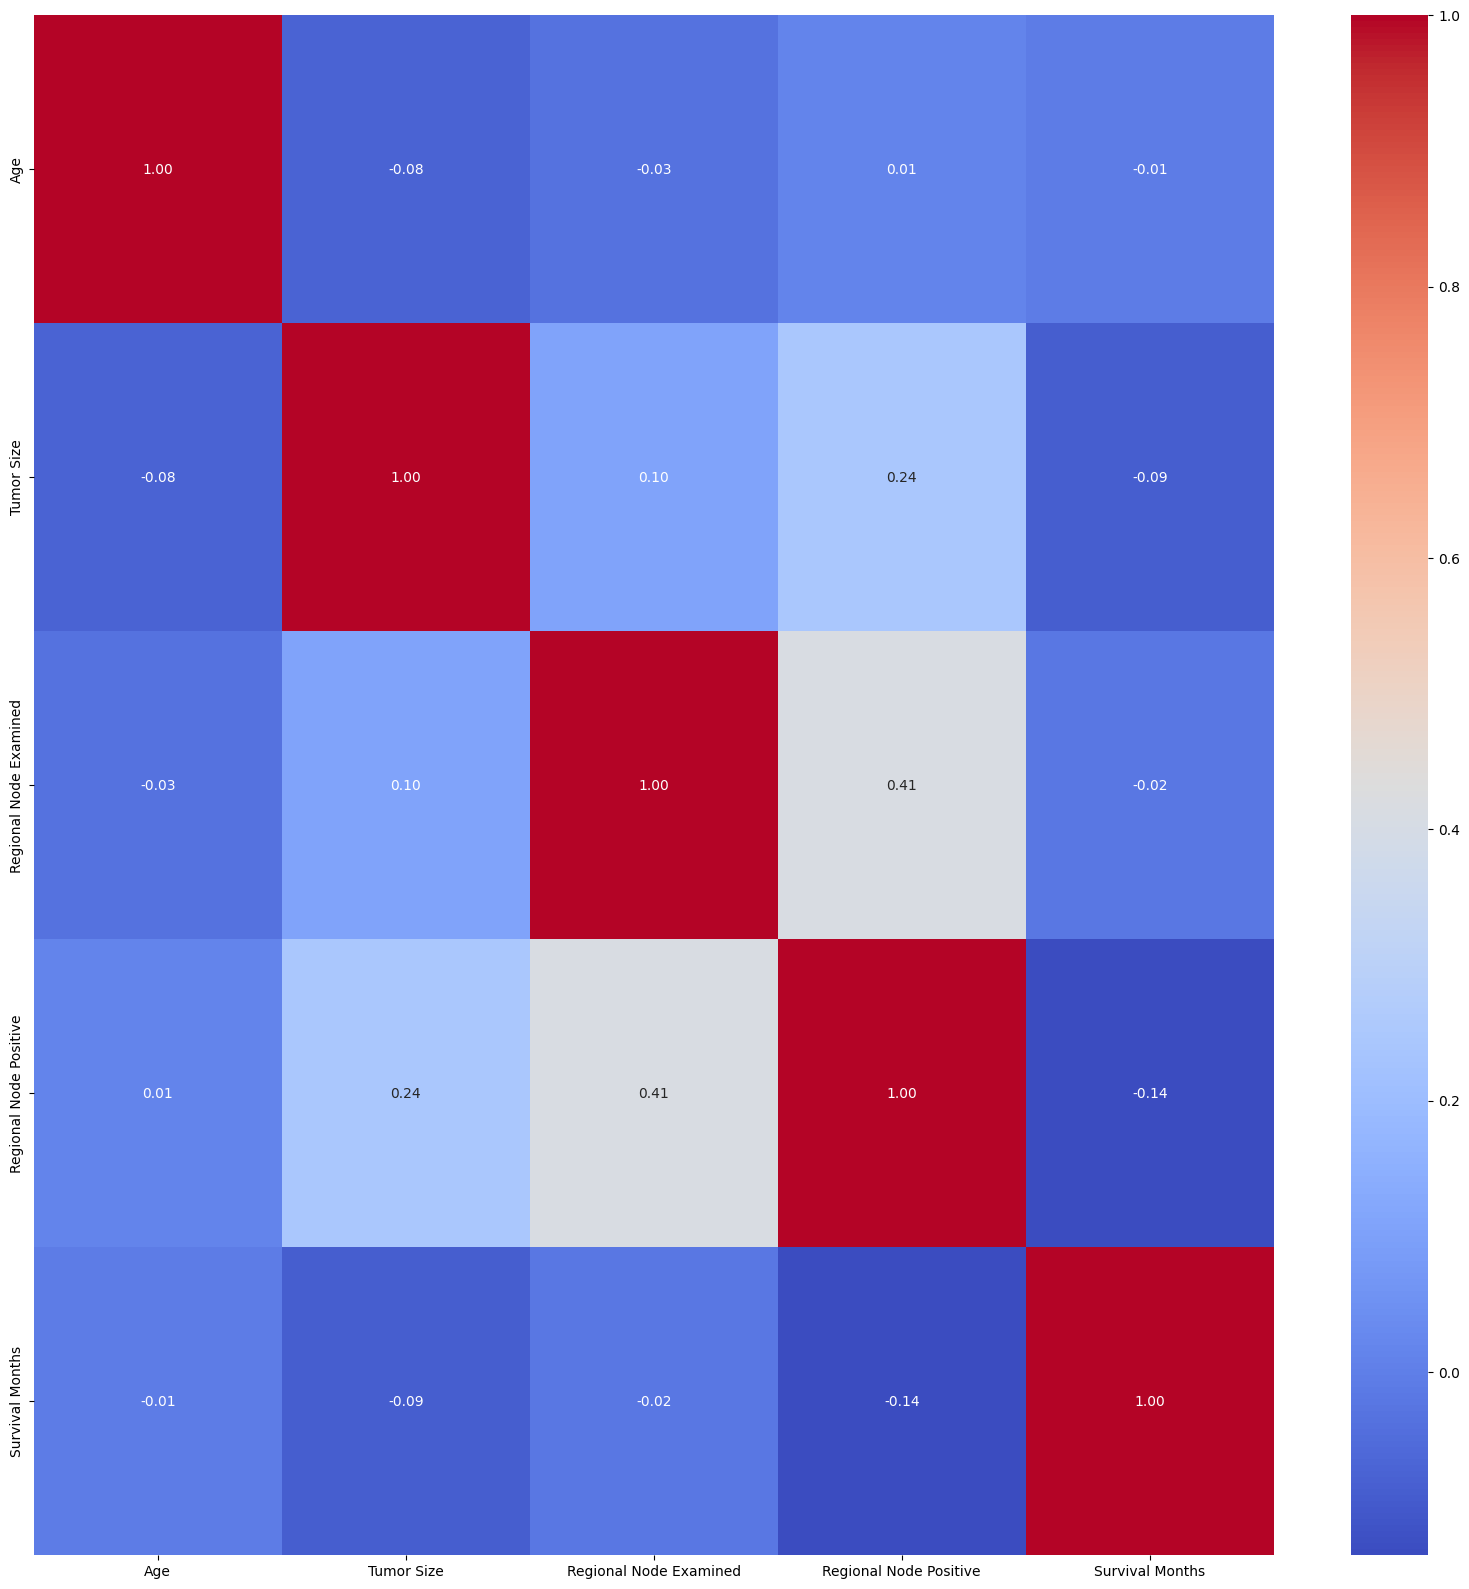 Age
1.00 -0.08 -0.03 0.01 -0.01
Tumor Size
-0.08 1.00 0.10 0.24 -0.09
Regional Node Examined
-0.03 0.10 1.00 0.41 -0.02
Regional Node Positive
0.01 0.24 0.41 1.00 -0.14
Survival Months
-0.01 -0.09 -0.02 -0.14 1.00
Age Tumor Size Regional Node Examined Regional Node Positive Survival Months
1.0
0.8
0.6
0.4
0.2
0.0